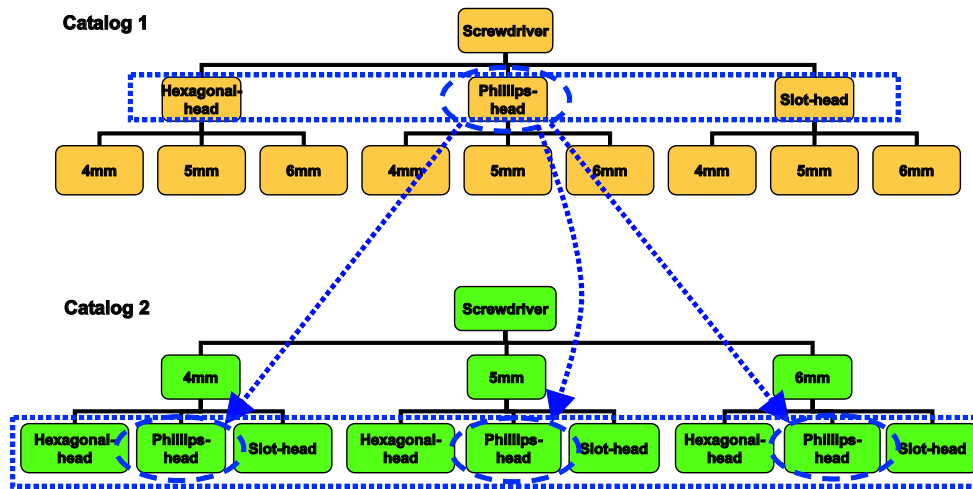 Catalog 1
Screwdriver
Hexagonal-
head
Phillips-
head
Slot-head
4mm
5mm
6mm
4mm
5mm
6mm
4mm
5mm
6mm
Catalog 2
Screwdriver
4mm
5mm
6mm
Hexagonal-
head
Phillips-
head
Slot-head
Hexagonal-
head
Phillips-
head
Slot-head
Hexagonal-
head
Phillips-
head
Slot-head